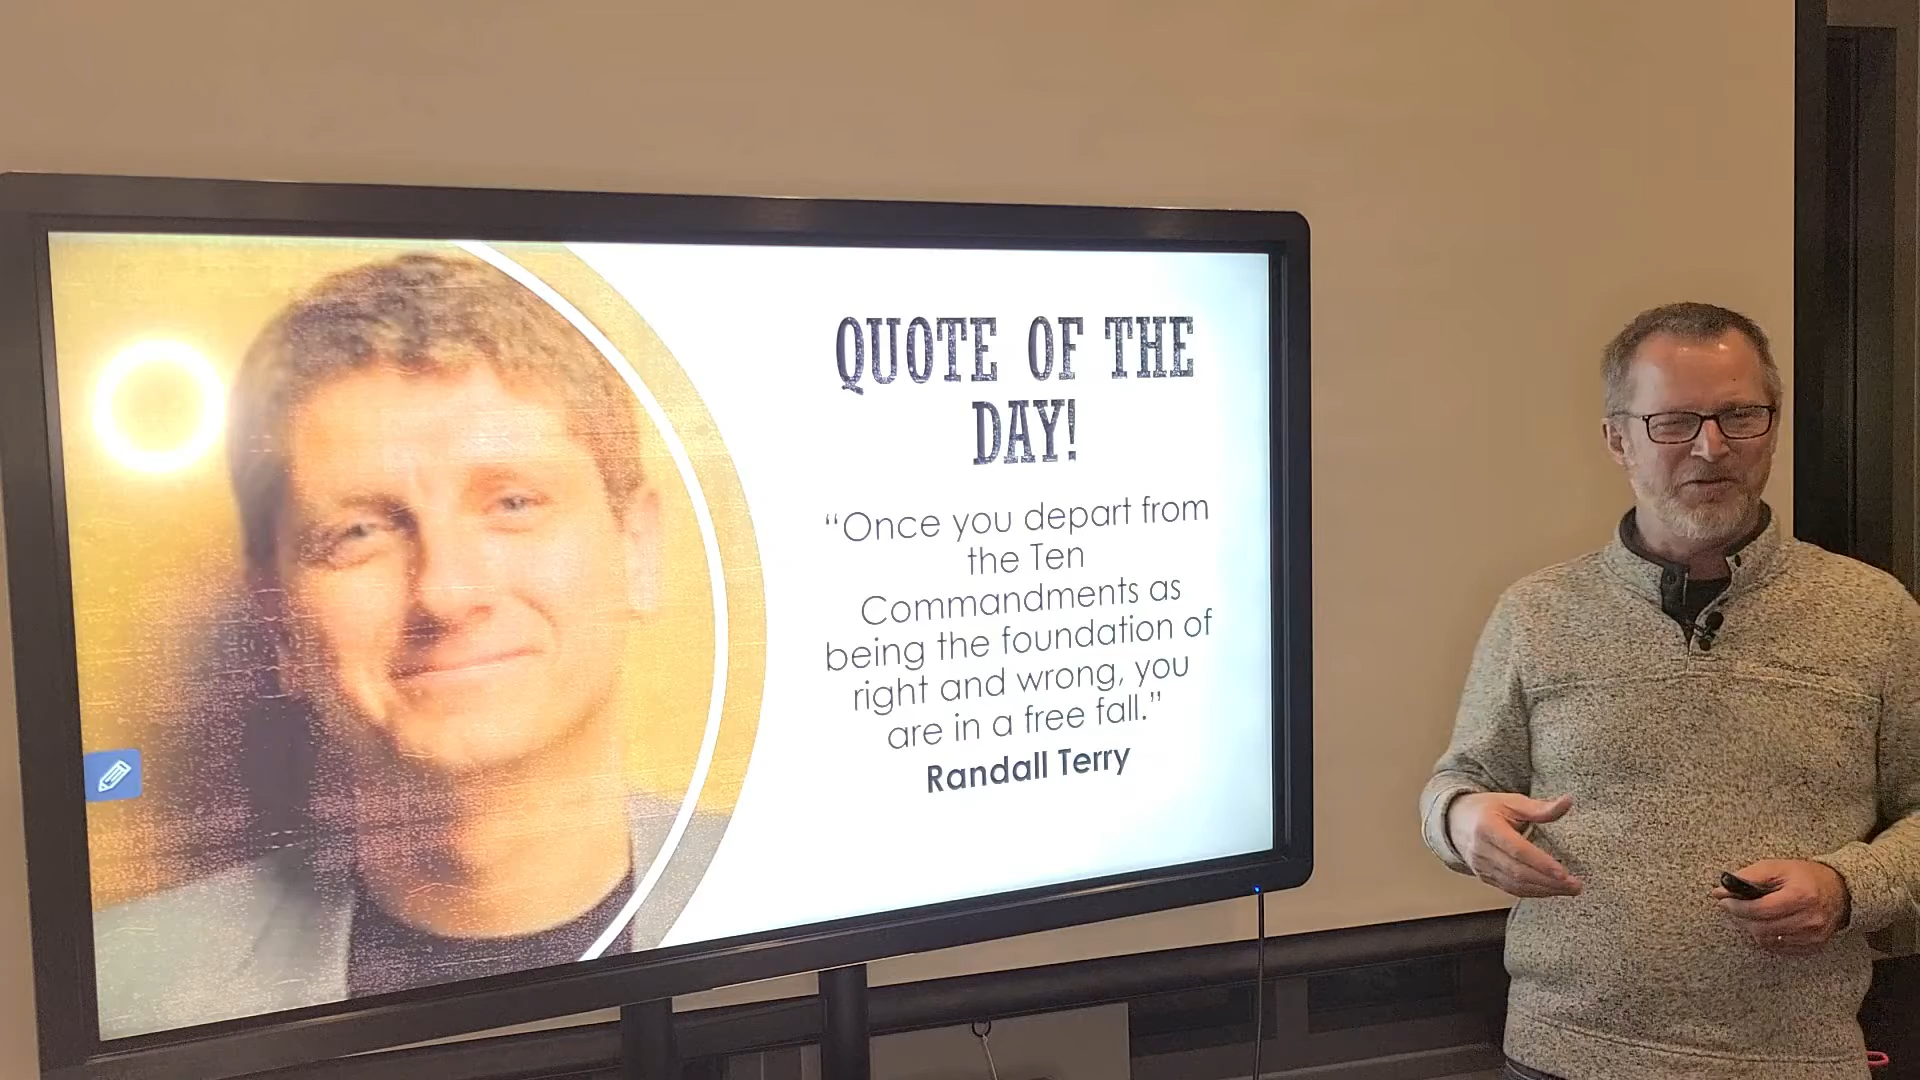 QUOTE OF THE
DAY!
“Once you depart from
the Ten
Commandments as
being the foundation of
right and wrong, you
are in a free fall.”
Randall Terry